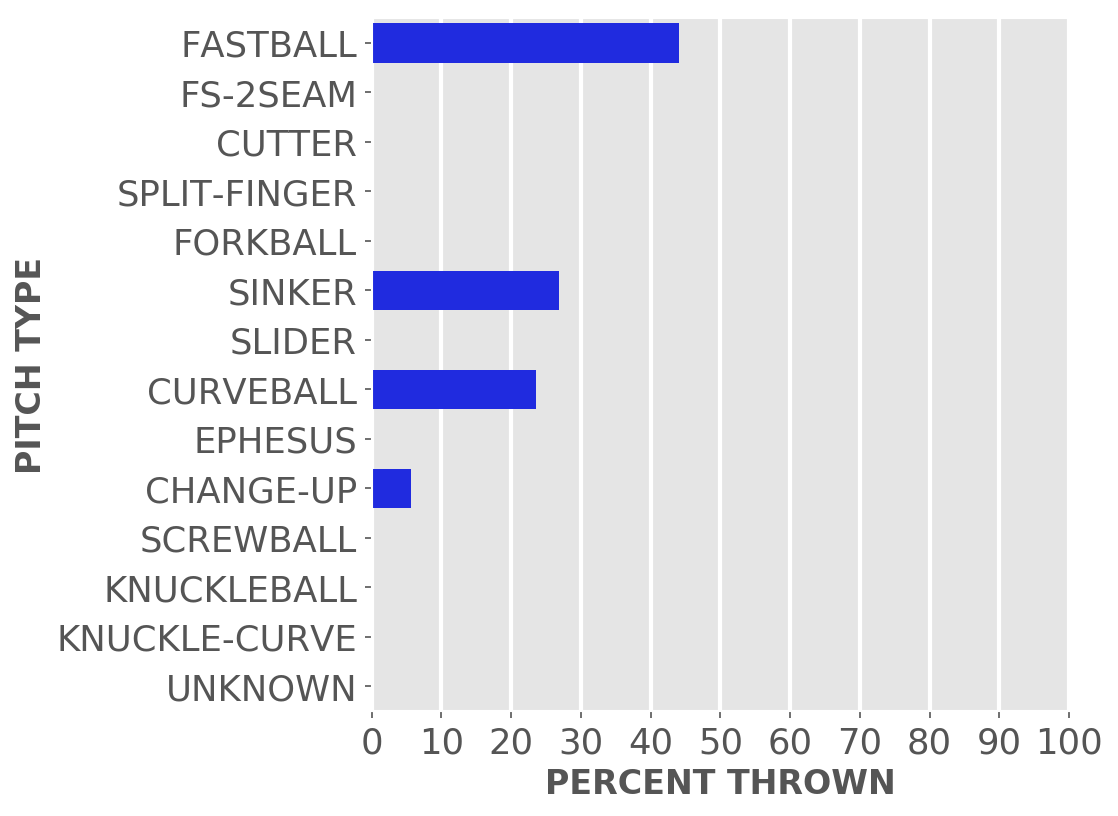 FASTBALL
FS-2SEAM
CUTTER
SPLIT-FINGER
FORKBALL
SINKER
SLIDER
CURVEBALL
EPHESUS
CHANGE-UP
SCREWBALL
KNUCKLEBALL
KNUCKLE-CURVE
UNKNOWN
PITCH TYPE
0 10 20 30 40 50 60 70 80 90 100
PERCENT THROWN